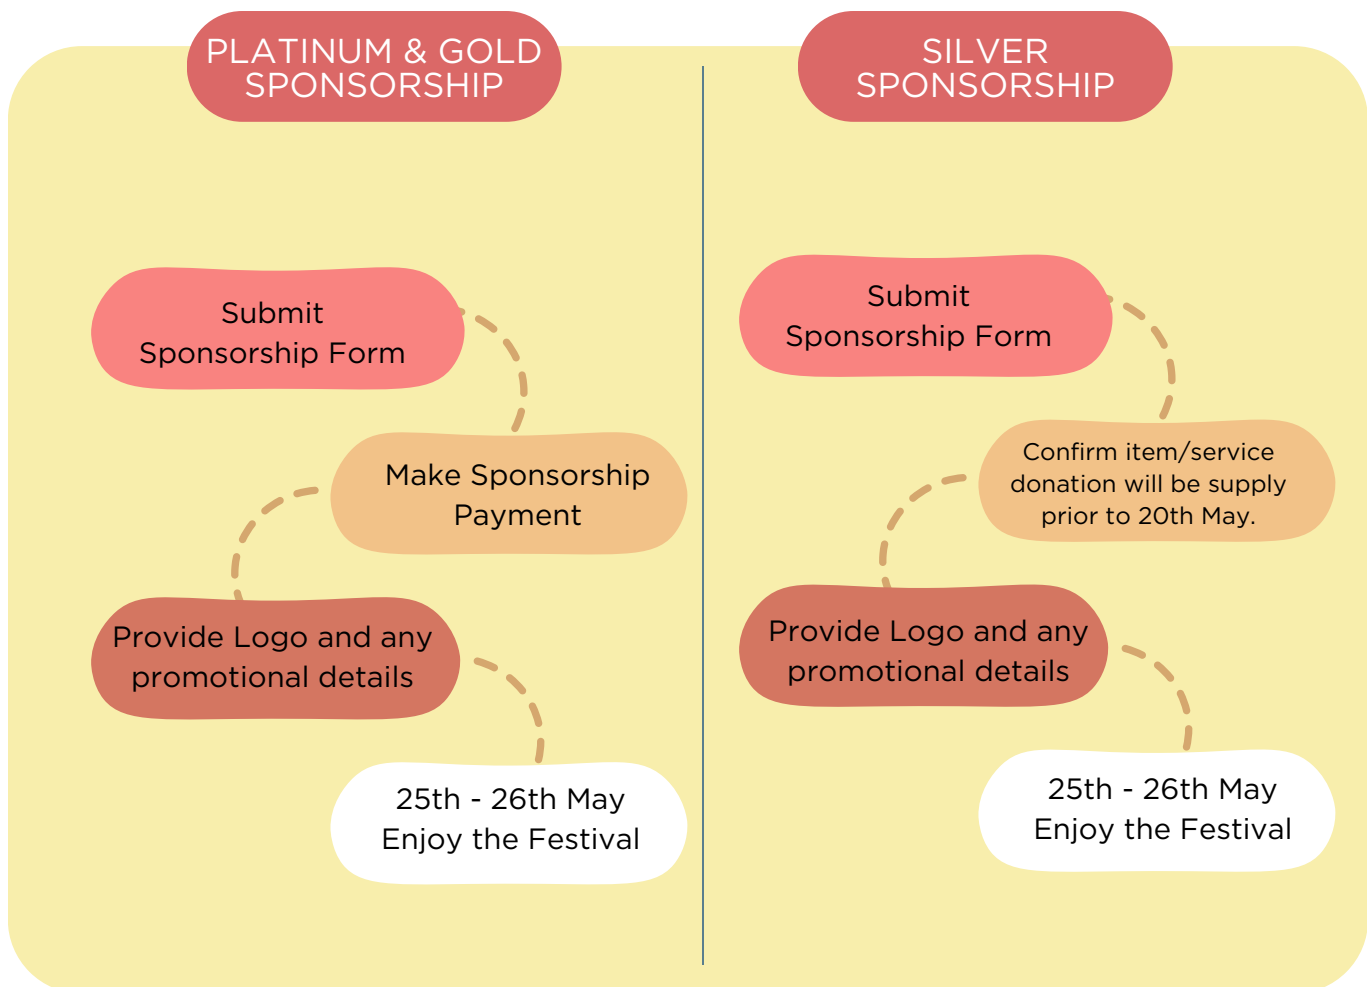 PLATINUM & GOLD
SPONSORSHIP
Submit
Sponsorship Form
Make Sponsorship
Payment
Provide Logo and any
promotional details
25th - 26th May
Enjoy the Festival
SILVER
SPONSORSHIP
Submit
Sponsorship Form
Confirm item/service
donation will be supply
prior to 20th May.
Provide Logo and any
promotional details
25th - 26th May
Enjoy the Festival